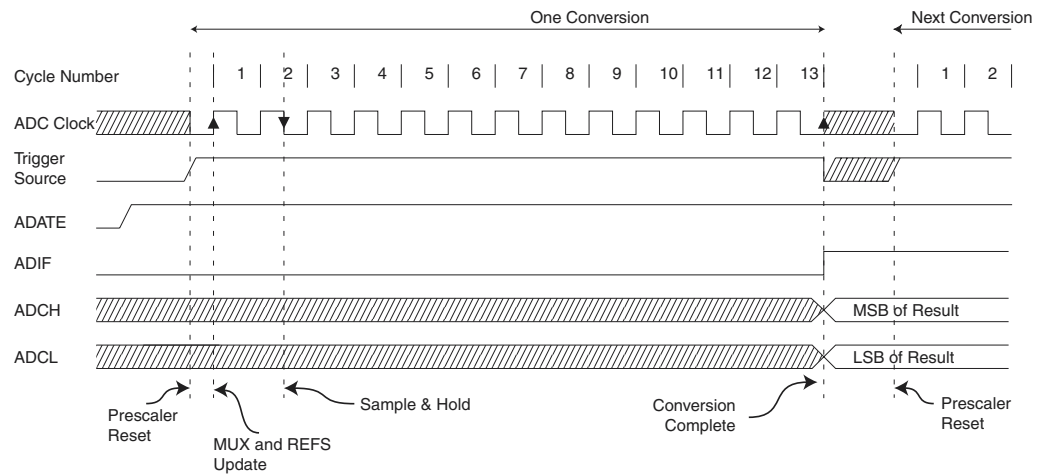 One Conversion
Next Conversion
Cycle Number
1 2 3 4 5 6 7 8 9 10 11 12 13 1 2
ADC Clock
Trigger
Source
ADATE
ADIF
ADCH
MSB of Result
ADCL
LSB of Result
Prescaler
Reset
MUX and REFS
Update
Sample & Hold
Conversion
Complete
Prescaler
Reset